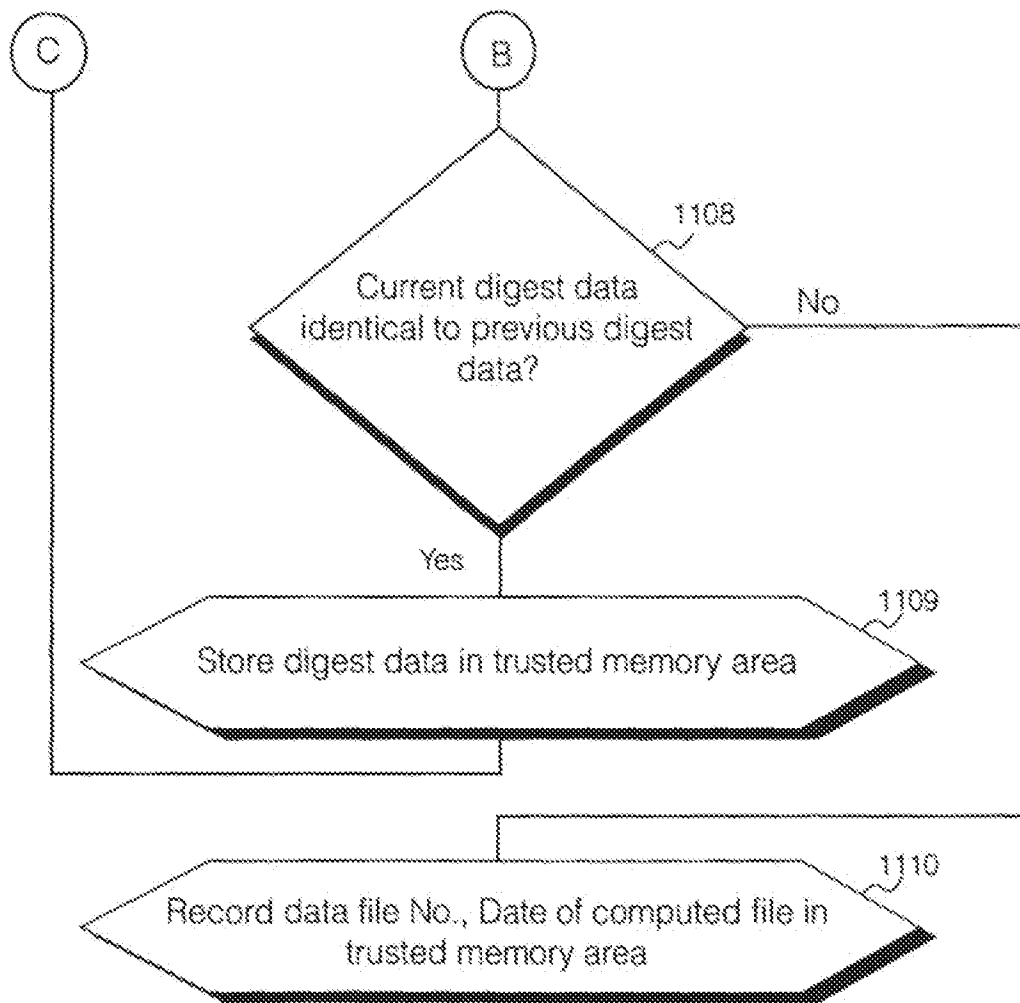 C
B
1108
Current digest data
identical to previous digest
data?
No
Yes
1109
Store digest data in trusted memory area
1110
Record data file No., Date of computed file in
trusted memory area